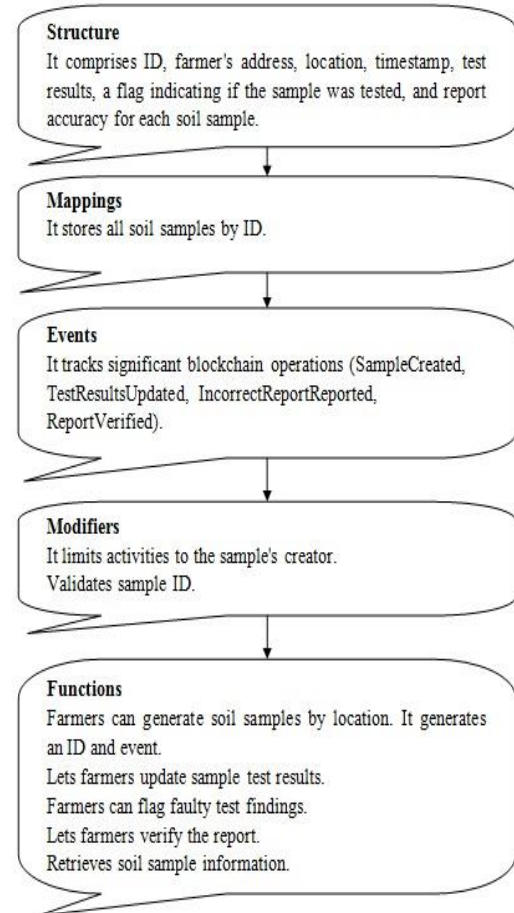 Structure
It comprises ID, farmer's address, location, timestamp, test
results, a flag indicating if the sample was tested, and report
accuracy for each soil sample.
Mappings
It stores all soil samples by ID.
Events
It tracks significant blockchain operations (SampleCreated,
TestResultsUpdated, IncorrectReportReported,
ReportVerified).
Modifiers
It limits activities to the sample's creator.
Validates sample ID.
Functions
Farmers can generate soil samples by location. It generates
an ID and event.
Lets farmers update sample test results.
Farmers can flag faulty test findings.
Lets farmers verify the report.
Retrieves soil sample information.